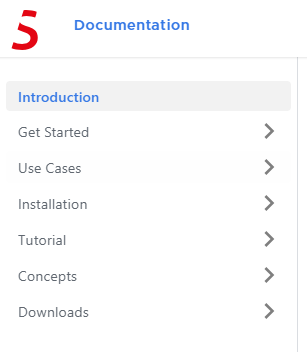 Documentation
Introduction
Get Started
Use Cases
Installation
Tutorial
Concepts
Downloads